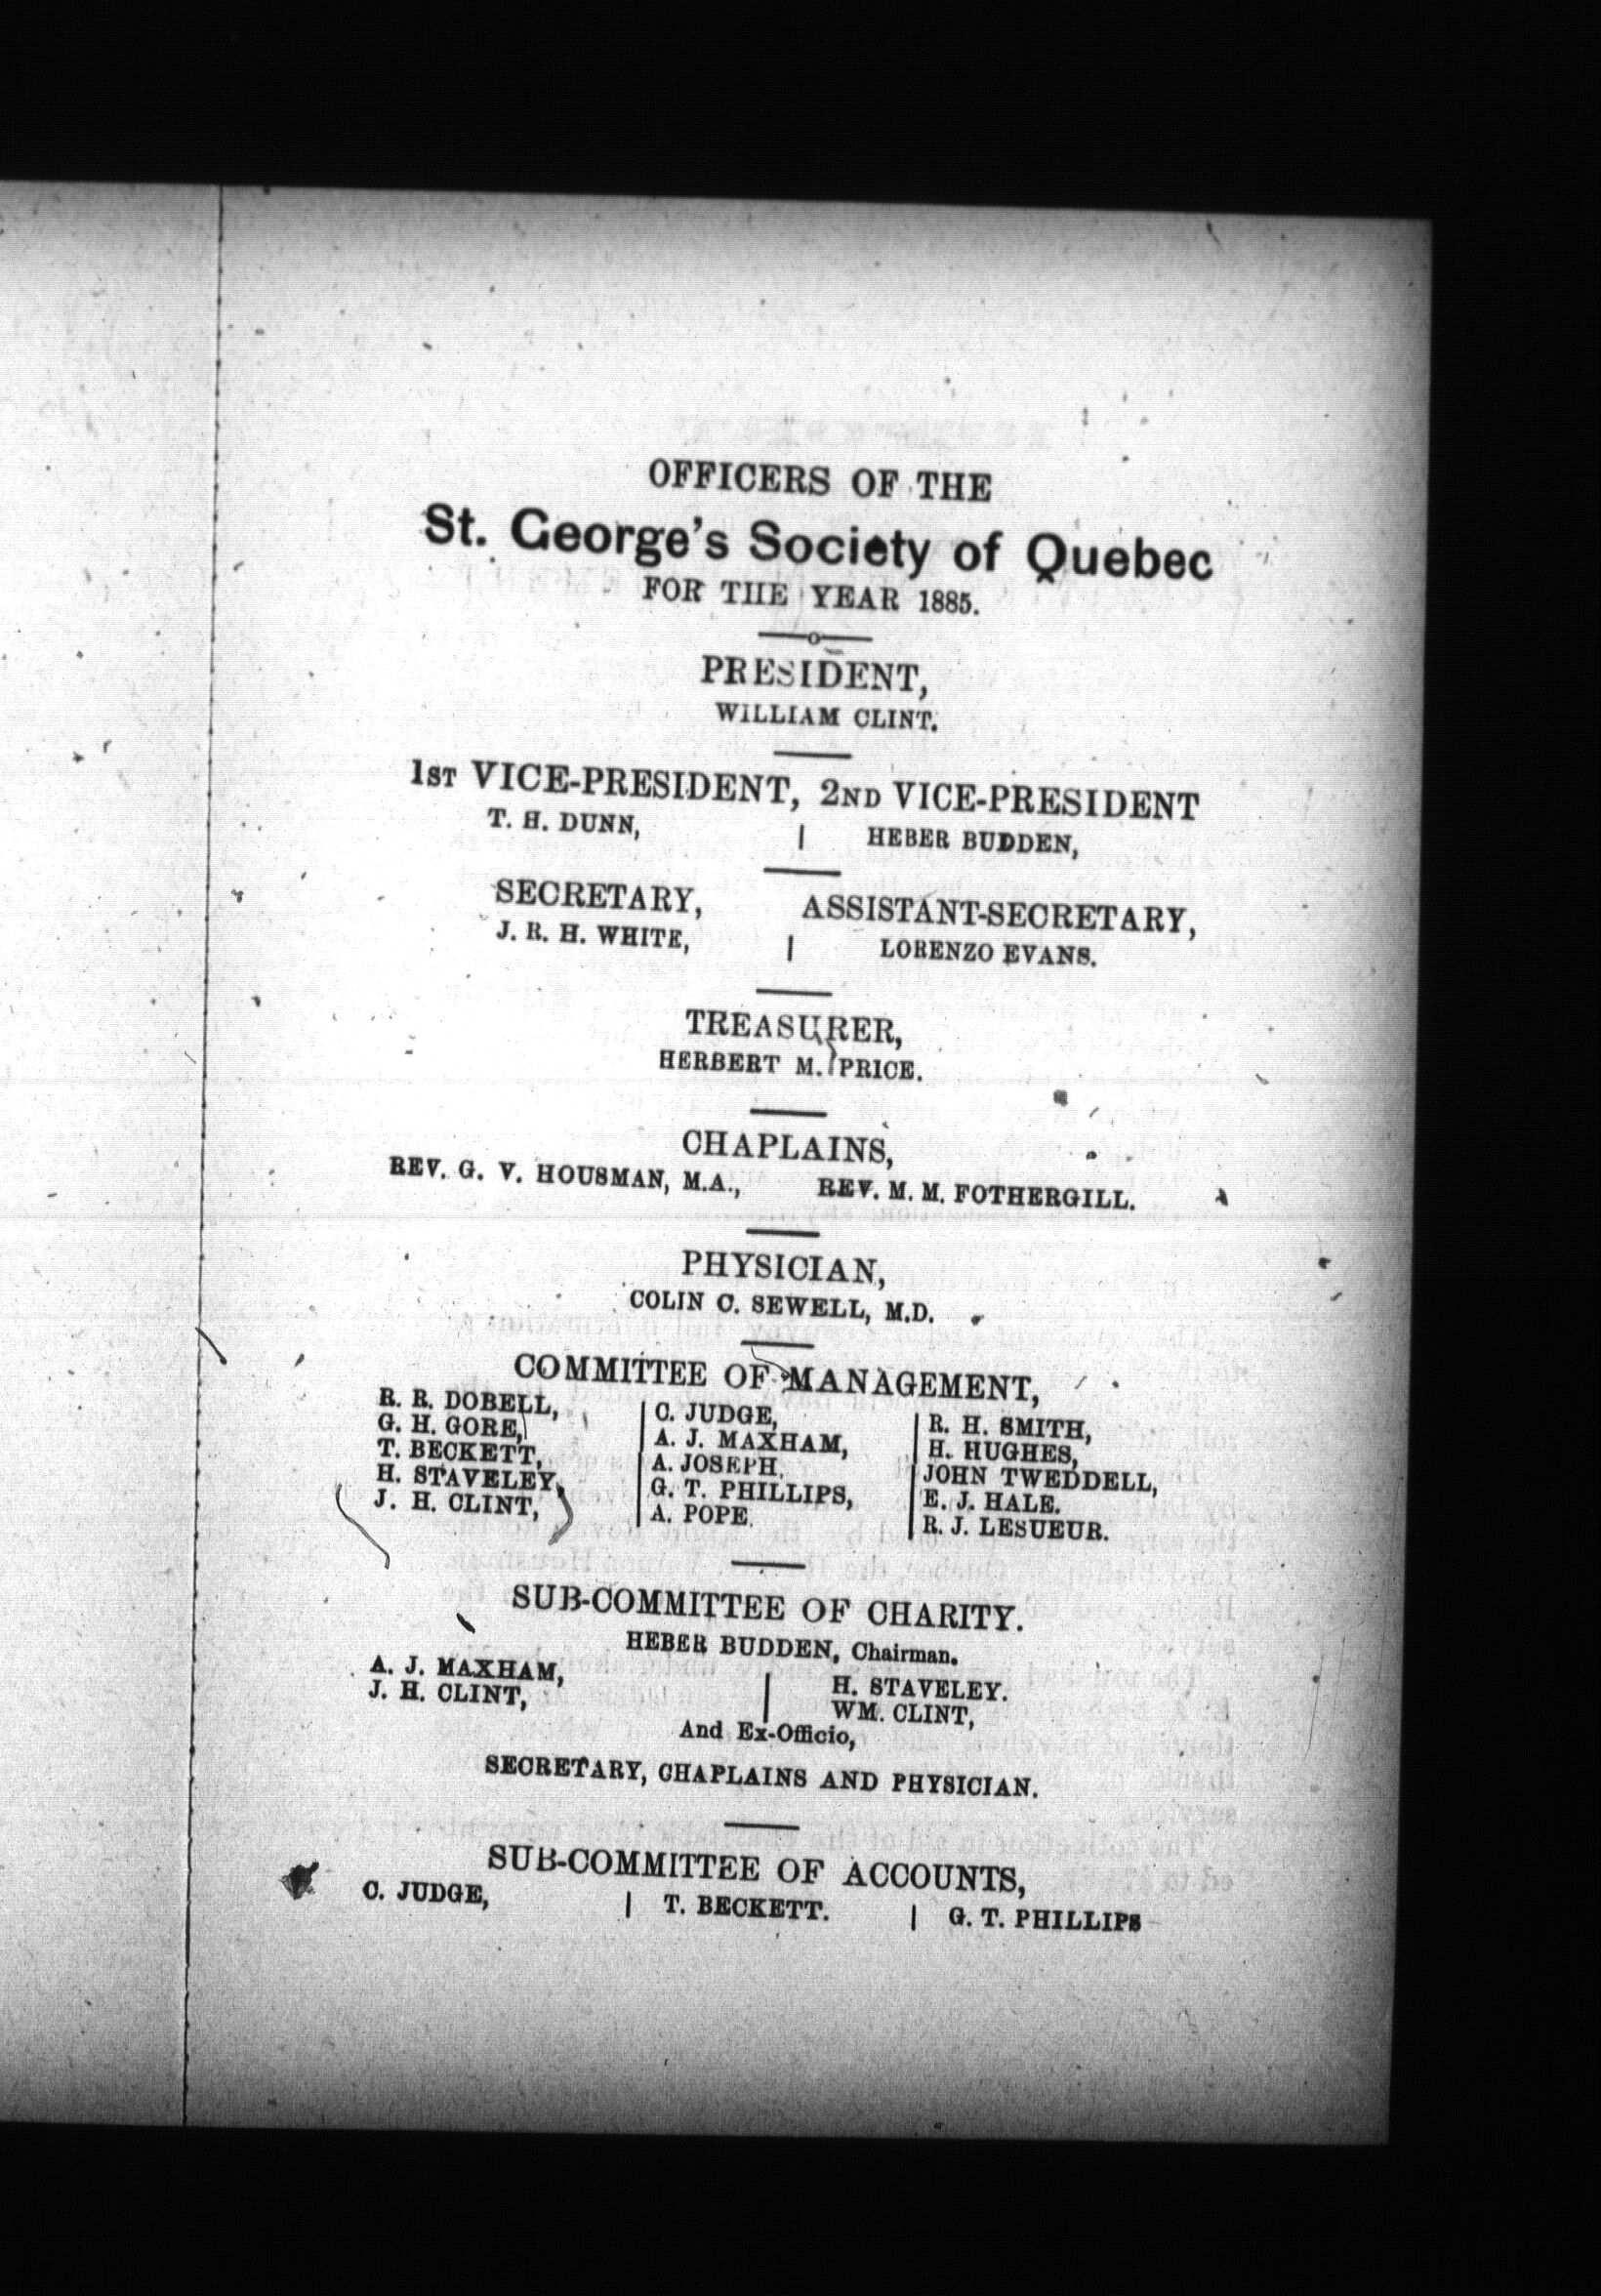 OFFICERS OF THE
St. George's Society of Quebec
FOR THE YEAR 1885.
PRESIDENT,
WILLIAM CLINT.
1ST VICE-PRESIDENT, 2ND VICE-PRESIDENT
T. H. DUNN, | HEBER BUDDEN,
SECRETARY, ASSISTANT-SECRETARY,
J. R. H. WHITE, | LORENZO EVANS.
TREASURER,
HERBERT M. PRICE.
CHAPLAINS,
REV. G. V. HOUSMAN, M.A., REV. M. M. FOTHERGILL.
PHYSICIAN,
COLIN C. SEWELL, M.D.
COMMITTEE OF MANAGEMENT,
R. R. DOBELL, | C. JUDGE, | R. H. SMITH,
G. H. GORE, | A. J. MAXHAM, | H. HUGHES,
T. BECKETT, | A. JOSEPH, | JOHN TWEDDELL,
H. STAVELEY, | G. T. PHILLIPS, | E. J. HALE.
J. H. CLINT, | A. POPE. | R. J. LESUEUR.
SUB-COMMITTEE OF CHARITY.
HEBER BUDDEN, Chairman.
A. J. MAXHAM, | H. STAVELEY.
J. H. CLINT, | WM. CLINT,
And Ex-Officio,
SECRETARY, CHAPLAINS AND PHYSICIAN.
SUB-COMMITTEE OF ACCOUNTS,
C. JUDGE, | T. BECKETT. | G. T. PHILLIPS